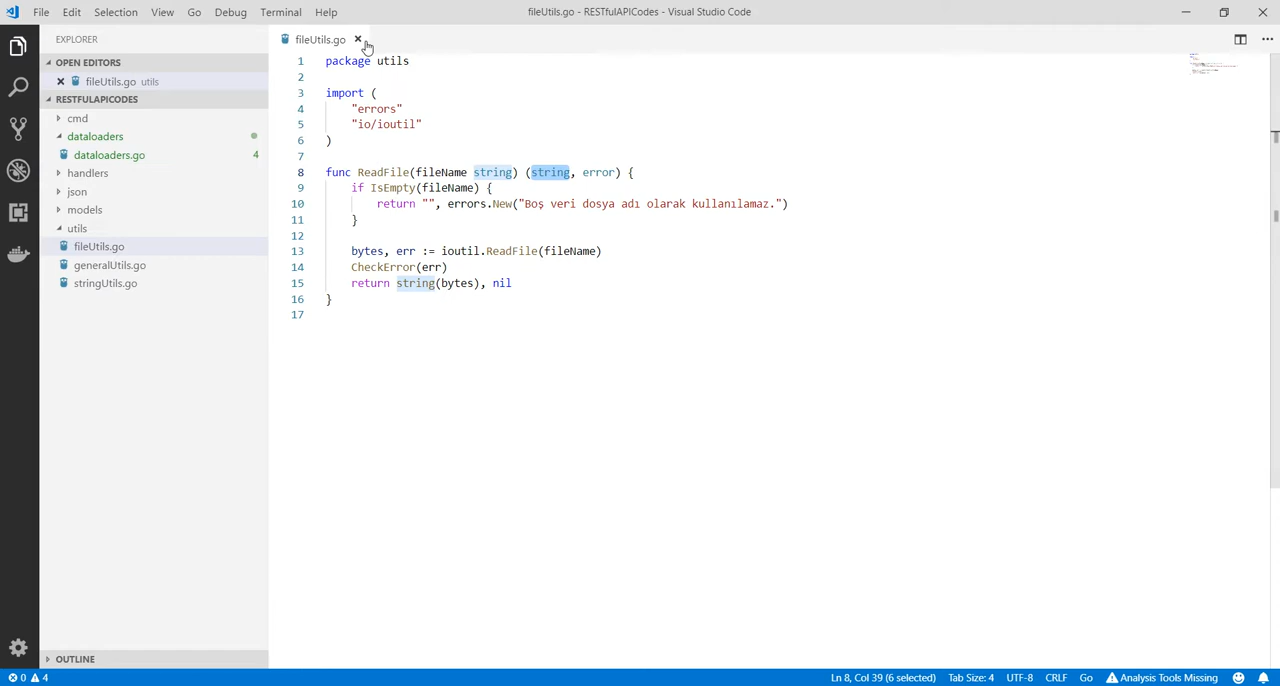 File Edit Selection View Go Debug Terminal Help
fileUtils.go - RESTfulAPICodes - Visual Studio Code
EXPLORER
OPEN EDITORS
fileUtils.go utils
RESTFULAPICODES
cmd
dataloaders
dataloaders.go 4
handlers
json
models
utils
fileUtils.go
generalUtils.go
stringUtils.go
OUTLINE
fileUtils.go
1 package utils
2
3 import (
4 "errors"
5 "io/ioutil"
6 )
7
8 func ReadFile(fileName string) (string, error) {
9 if IsEmpty(fileName) {
10 return "", errors.New("Boş veri dosya adı olarak kullanılamaz.")
11 }
12
13 bytes, err := ioutil.ReadFile(fileName)
14 CheckError(err)
15 return string(bytes), nil
16 }
17
0 4
Ln 8, Col 39 (6 selected) Tab Size: 4 UTF-8 CRLF Go Analysis Tools Missing